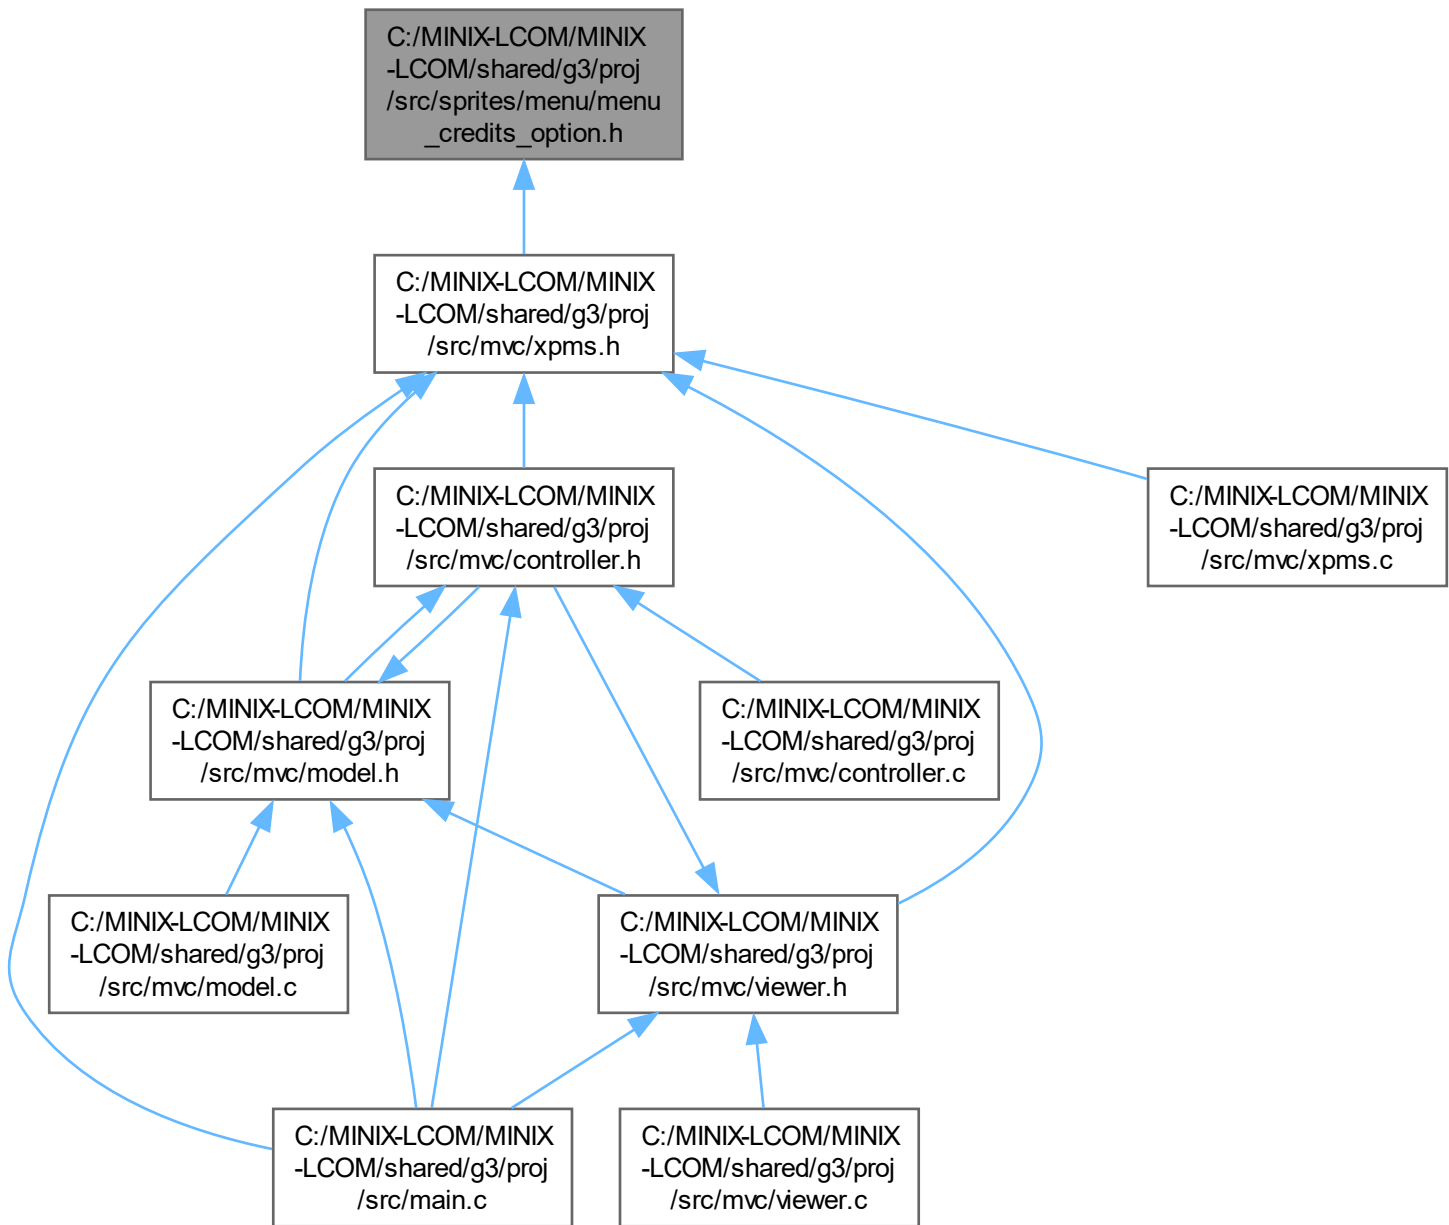 C:/MINIX-LCOM/MINIX
-LCOM/shared/g3/proj
/src/sprites/menu/menu
_credits_option.h
C:/MINIX-LCOM/MINIX
-LCOM/shared/g3/proj
/src/mvc/xpms.h
C:/MINIX-LCOM/MINIX
-LCOM/shared/g3/proj
/src/mvc/controller.h
C:/MINIX-LCOM/MINIX
-LCOM/shared/g3/proj
/src/mvc/xpms.c
C:/MINIX-LCOM/MINIX
-LCOM/shared/g3/proj
/src/mvc/model.h
C:/MINIX-LCOM/MINIX
-LCOM/shared/g3/proj
/src/mvc/controller.c
C:/MINIX-LCOM/MINIX
-LCOM/shared/g3/proj
/src/mvc/model.c
C:/MINIX-LCOM/MINIX
-LCOM/shared/g3/proj
/src/mvc/viewer.h
C:/MINIX-LCOM/MINIX
-LCOM/shared/g3/proj
/src/main.c
C:/MINIX-LCOM/MINIX
-LCOM/shared/g3/proj
/src/mvc/viewer.c